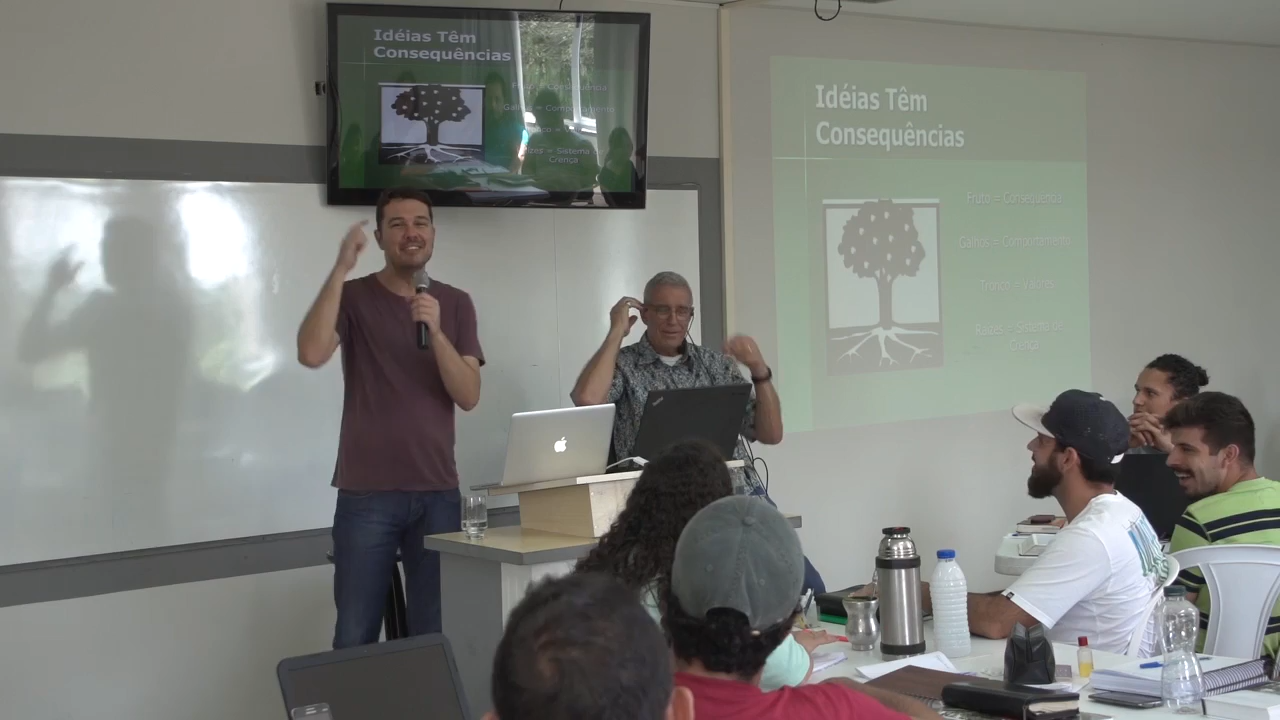 Idéias Têm
Consequências
Idéias Têm
Consequências
Fruto = Consequência
Galhos = Comportamento
Tronco = Valores
Raízes = Sistema de
Crença